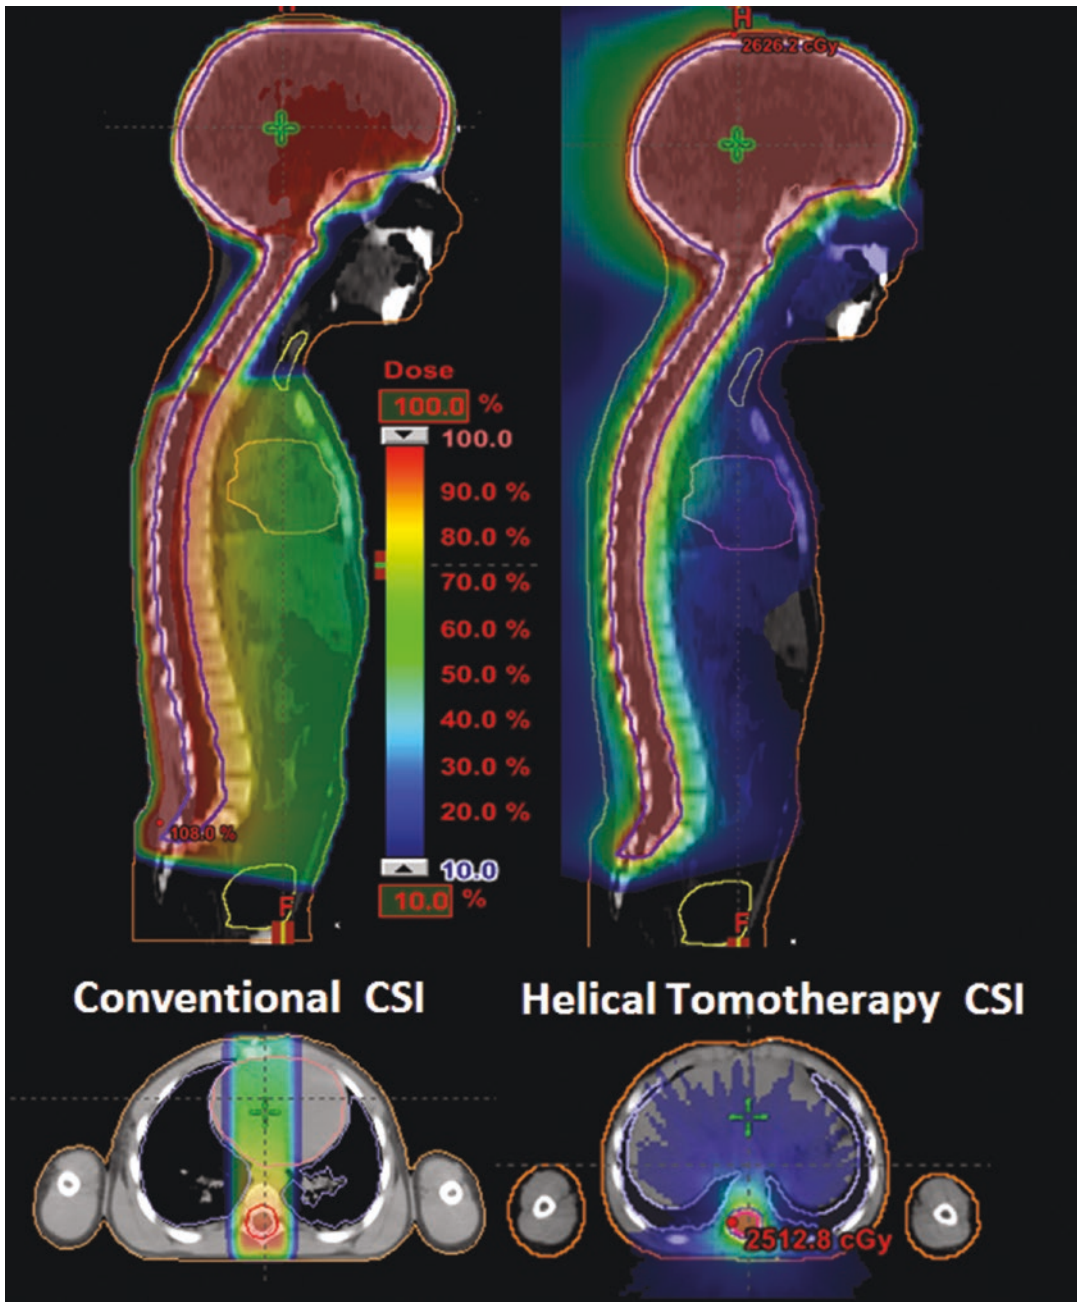 H
H
2626.2 cGy
Dose
100.0 %
100.0
90.0 %
80.0 %
70.0 %
60.0 %
50.0 %
40.0 %
30.0 %
20.0 %
10.0
10.0 %
108.0 %
F
F
Conventional CSI
Helical Tomotherapy CSI
2512.8 cGy